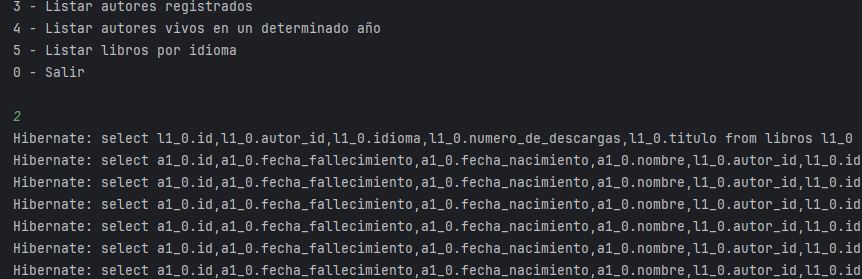 3 - Listar autores registrados
4 - Listar autores vivos en un determinado año
5 - Listar libros por idioma
0 - Salir
2
Hibernate: select l1_0.id,l1_0.autor_id,l1_0.idioma,l1_0.numero_de_descargas,l1_0.titulo from libros l1_0
Hibernate: select a1_0.id,a1_0.fecha_fallecimiento,a1_0.fecha_nacimiento,a1_0.nombre,l1_0.autor_id,l1_0.id
Hibernate: select a1_0.id,a1_0.fecha_fallecimiento,a1_0.fecha_nacimiento,a1_0.nombre,l1_0.autor_id,l1_0.id
Hibernate: select a1_0.id,a1_0.fecha_fallecimiento,a1_0.fecha_nacimiento,a1_0.nombre,l1_0.autor_id,l1_0.id
Hibernate: select a1_0.id,a1_0.fecha_fallecimiento,a1_0.fecha_nacimiento,a1_0.nombre,l1_0.autor_id,l1_0.id
Hibernate: select a1_0.id,a1_0.fecha_fallecimiento,a1_0.fecha_nacimiento,a1_0.nombre,l1_0.autor_id,l1_0.id
Hibernate: select a1_0.id,a1_0.fecha_fallecimiento,a1_0.fecha_nacimiento,a1_0.nombre,l1_0.autor_id,l1_0.id